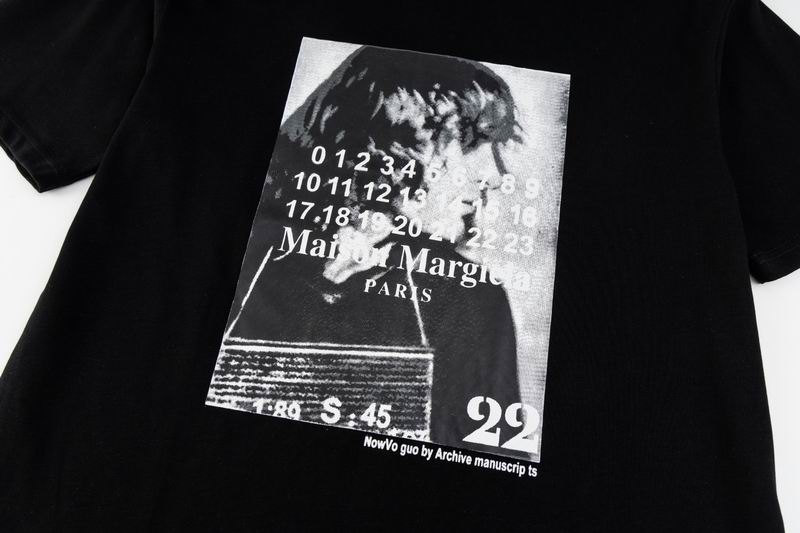 0 1 2 3 4 5 6 7 8 9
10 11 12 13 14 15 16
17.18 19 20 21 22 23
Maison Margiela
PARIS
1:89 S : 45
22
NowVo guo by Archive manuscrip ts